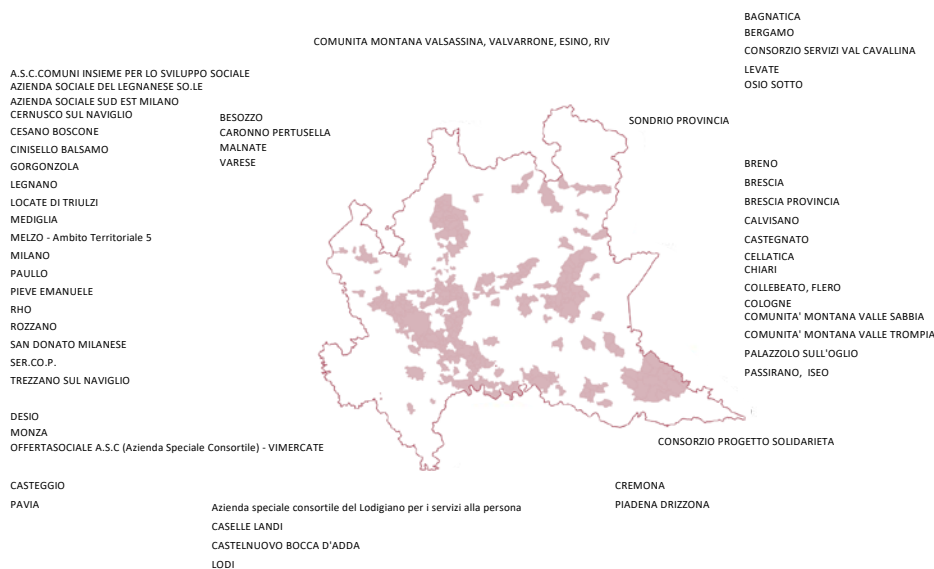 COMUNITA MONTANA VALSASSINA, VALVARRONE, ESINO, RIV
BAGNATICA
BERGAMO
CONSORZIO SERVIZI VAL CAVALLINA
LEVATE
OSIO SOTTO
A.S.C.COMUNI INSIEME PER LO SVILUPPO SOCIALE
AZIENDA SOCIALE DEL LEGNANESE SO.LE
AZIENDA SOCIALE SUD EST MILANO
CERNUSCO SUL NAVIGLIO
CESANO BOSCONE
CINISELLO BALSAMO
GORGONZOLA
LEGNANO
LOCATE DI TRIULZI
MEDIGLIA
MELZO - Ambito Territoriale 5
MILANO
PAULLO
PIEVE EMANUELE
RHO
ROZZANO
SAN DONATO MILANESE
SER.CO.P.
TREZZANO SUL NAVIGLIO
BESOZZO
CARONNO PERTUSELLA
MALNATE
VARESE
SONDRIO PROVINCIA
BRENO
BRESCIA
BRESCIA PROVINCIA
CALVISANO
CASTEGNATO
CELLATICA
CHIARI
COLLEBEATO, FLERO
COLOGNE
COMUNITA' MONTANA VALLE SABBIA
COMUNITA' MONTANA VALLE TROMPIA
PALAZZOLO SULL'OGLIO
PASSIRANO, ISEO
DESIO
MONZA
OFFERTASOCIALE A.S.C (Azienda Speciale Consortile) - VIMERCATE
CONSORZIO PROGETTO SOLIDARIETA
CASTEGGIO
PAVIA
Azienda speciale consortile del Lodigiano per i servizi alla persona
CASELLE LANDI
CASTELNUOVO BOCCA D'ADDA
LODI
CREMONA
PIADENA DRIZZONA